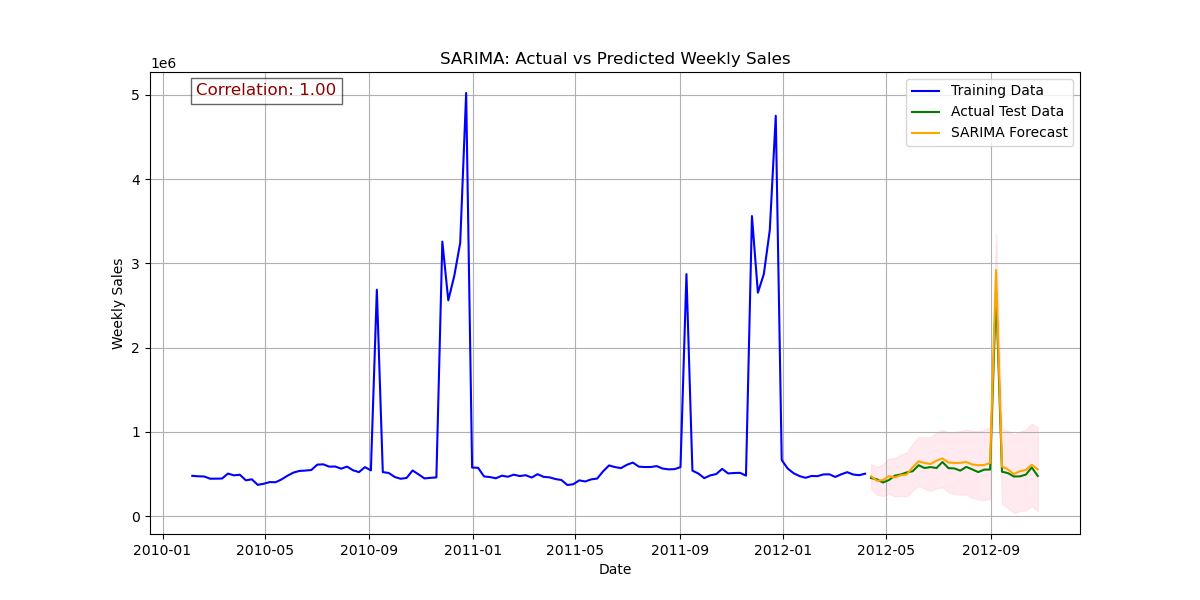 SARIMA: Actual vs Predicted Weekly Sales
1e6
Correlation: 1.00
Training Data
Actual Test Data
SARIMA Forecast
5
4
3
2
1
0
Weekly Sales
2010-01 2010-05 2010-09 2011-01 2011-05 2011-09 2012-01 2012-05 2012-09
Date